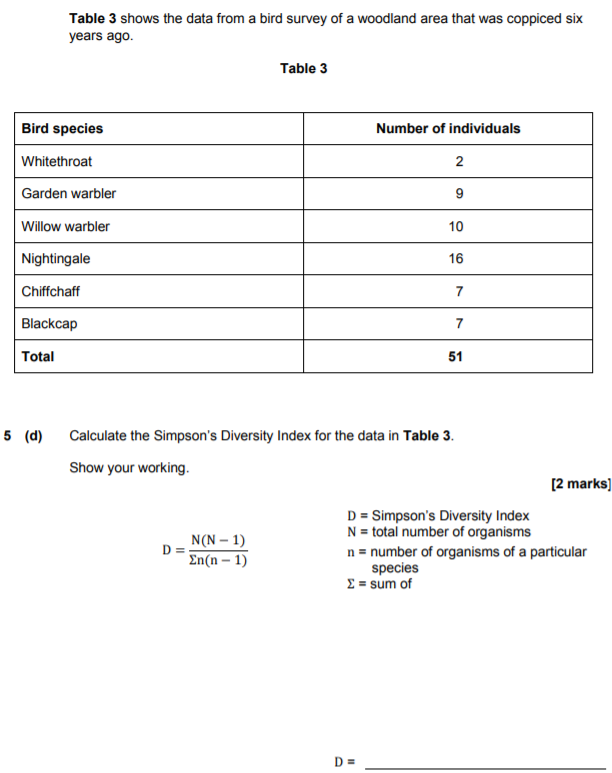 Table 3 shows the data from a bird survey of a woodland area that was coppiced six
years ago.
Table 3
Bird species Number of individuals
Whitethroat 2
Garden warbler 9
Willow warbler 10
Nightingale 16
Chiffchaff 7
Blackcap 7
Total 51
5 (d) Calculate the Simpson's Diversity Index for the data in Table 3.
Show your working.
[2 marks]
D = N(N – 1) / Σn(n – 1)
D = Simpson's Diversity Index
N = total number of organisms
n = number of organisms of a particular
species
Σ = sum of
D =